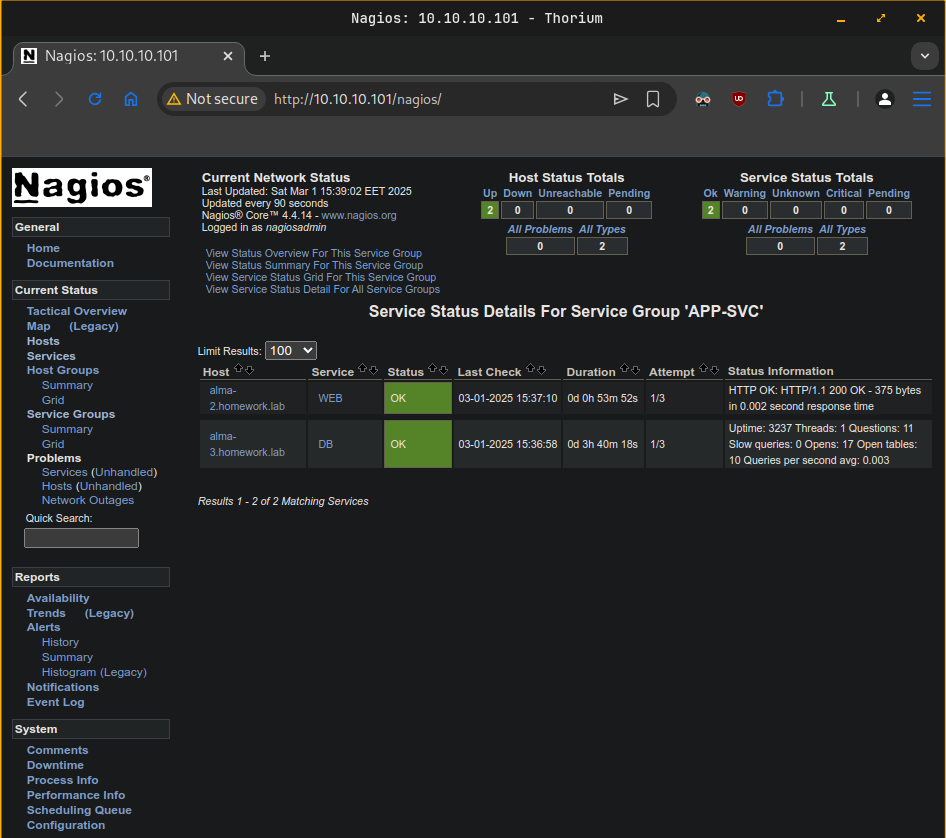 Nagios: 10.10.10.101 - Thorium
N Nagios: 10.10.10.101
Not secure http://10.10.10.101/nagios/
Nagios®
General
Home
Documentation
Current Status
Tactical Overview
Map (Legacy)
Hosts
Services
Host Groups
Summary
Grid
Service Groups
Summary
Grid
Problems
Services (Unhandled)
Hosts (Unhandled)
Network Outages
Quick Search:
Reports
Availability
Trends (Legacy)
Alerts
History
Summary
Histogram (Legacy)
Notifications
Event Log
System
Comments
Downtime
Process Info
Performance Info
Scheduling Queue
Configuration
Current Network Status
Last Updated: Sat Mar 1 15:39:02 EET 2025
Updated every 90 seconds
Nagios® Core™ 4.4.14 - www.nagios.org
Logged in as nagiosadmin
View Status Overview For This Service Group
View Status Summary For This Service Group
View Service Status Grid For This Service Group
View Service Status Detail For All Service Groups
Host Status Totals
Up Down Unreachable Pending
2 0 0 0
All Problems All Types
0 2
Service Status Totals
Ok Warning Unknown Critical Pending
2 0 0 0 0
All Problems All Types
0 2
Service Status Details For Service Group 'APP-SVC'
Limit Results: 100
Host Service Status Last Check Duration Attempt Status Information
alma-2.homework.lab WEB OK 03-01-2025 15:37:10 0d 0h 53m 52s 1/3 HTTP OK: HTTP/1.1 200 OK - 375 bytes
in 0.002 second response time
alma-3.homework.lab DB OK 03-01-2025 15:36:58 0d 3h 40m 18s 1/3 Uptime: 3237 Threads: 1 Questions: 11
Slow queries: 0 Opens: 17 Open tables:
10 Queries per second avg: 0.003
Results 1 - 2 of 2 Matching Services